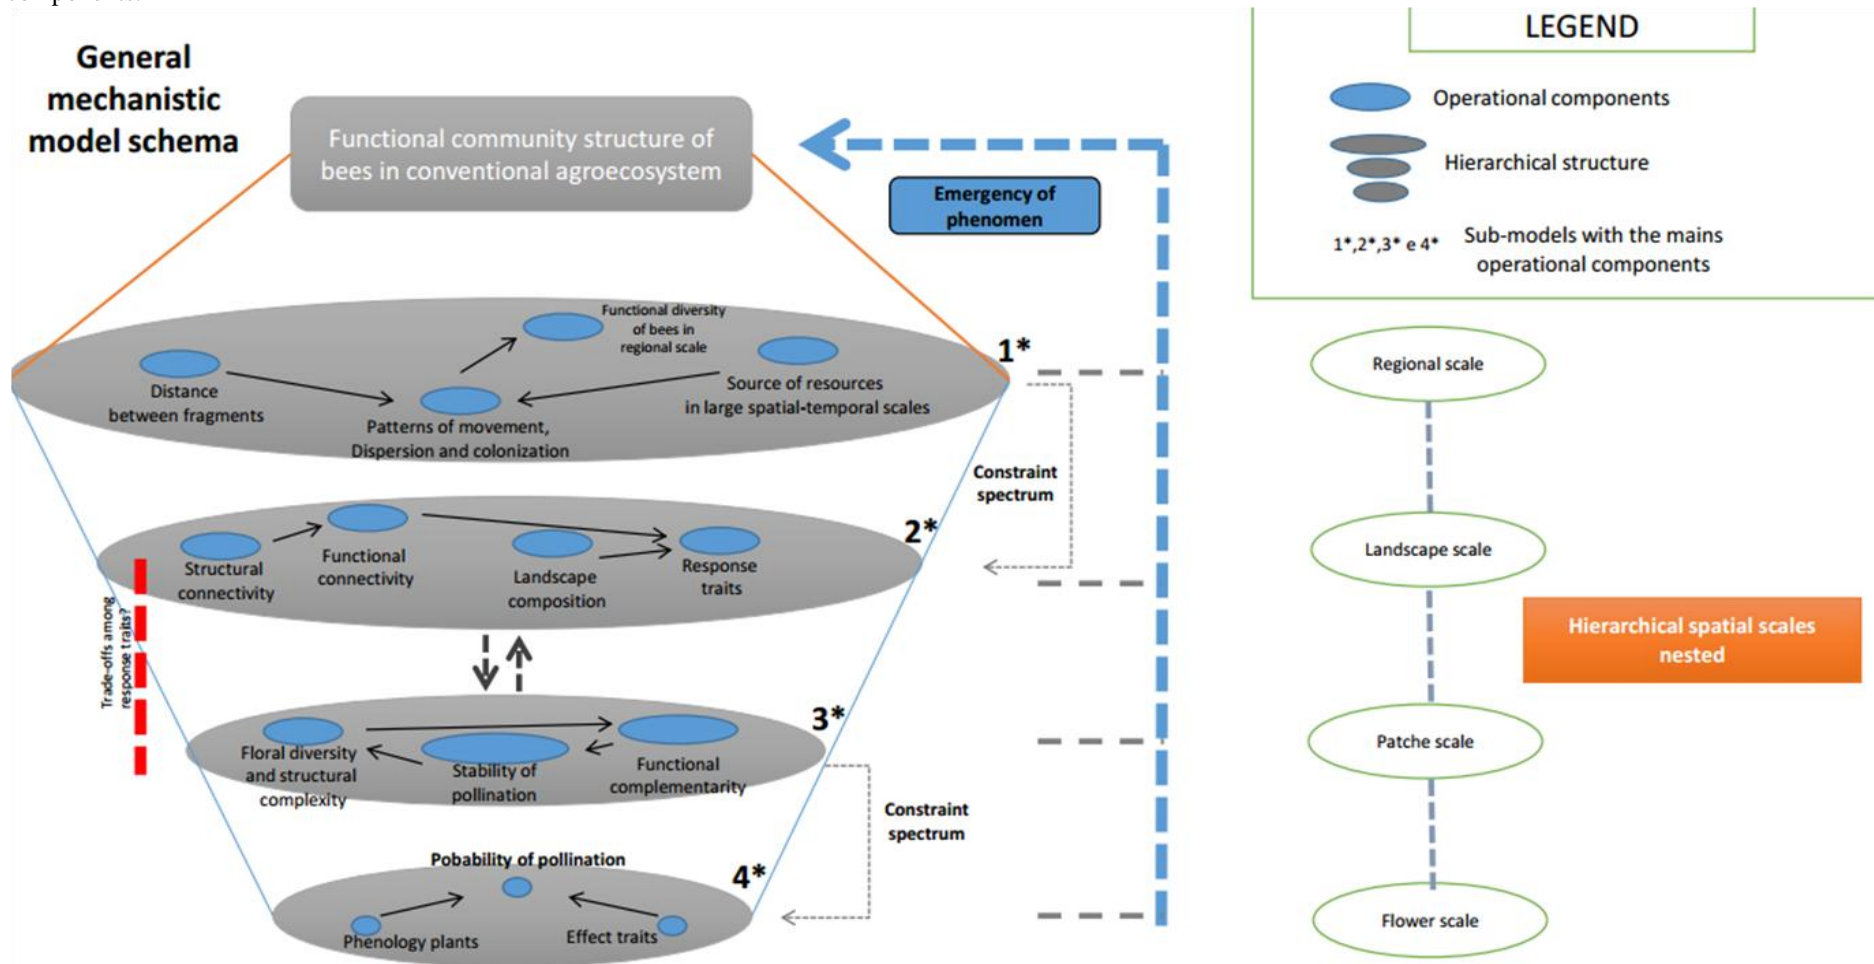 General
mechanistic
model schema
Functional community structure of
bees in conventional agroecosystem
Emergency of
phenomen
LEGEND
Operational components
Hierarchical structure
1*,2*,3* e 4*
Sub-models with the mains
operational components
Functional diversity
of bees in
regional scale
1*
Distance
between fragments
Source of resources
in large spatial-temporal scales
Patterns of movement,
Dispersion and colonization
Constraint
spectrum
2*
Structural
connectivity
Functional
connectivity
Landscape
composition
Response
traits
Trade-offs among
response traits?
3*
Floral diversity
and structural
complexity
Stability of
pollination
Functional
complementarity
Constraint
spectrum
Pobability of pollination
4*
Phenology plants
Effect traits
Regional scale
Landscape scale
Hierarchical spatial scales
nested
Patche scale
Flower scale